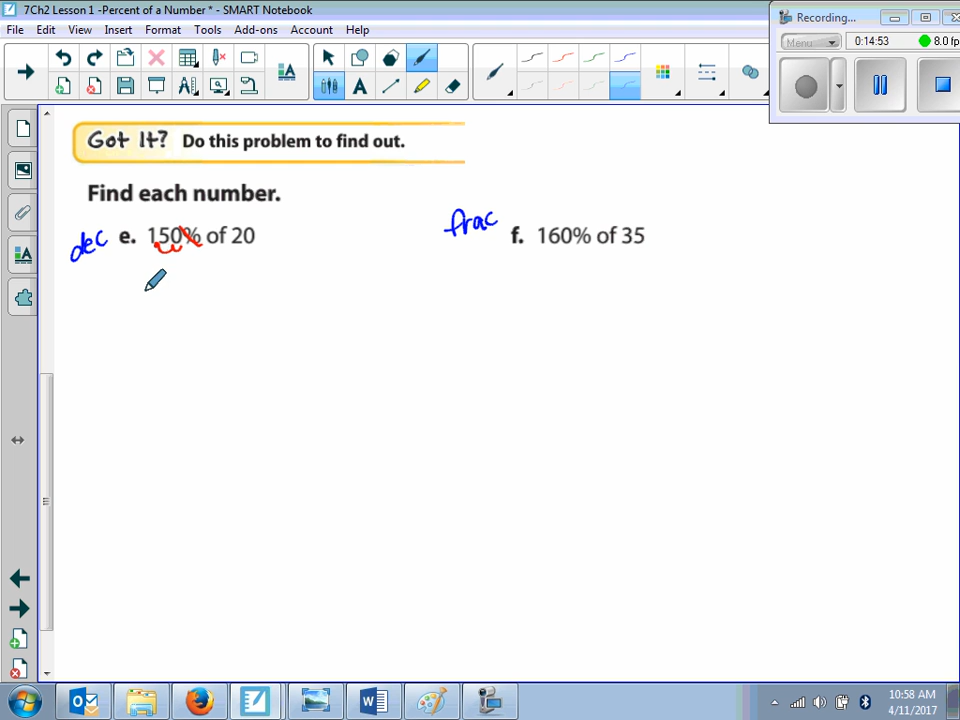 7Ch2 Lesson 1 -Percent of a Number * - SMART Notebook
Recording...
File Edit View Insert Format Tools Add-ons Account Help
Menu
0:14:53
8.0 fp
Got It? Do this problem to find out.
Find each number.
dec e. 150% of 20
frac f. 160% of 35
10:58 AM
4/11/2017